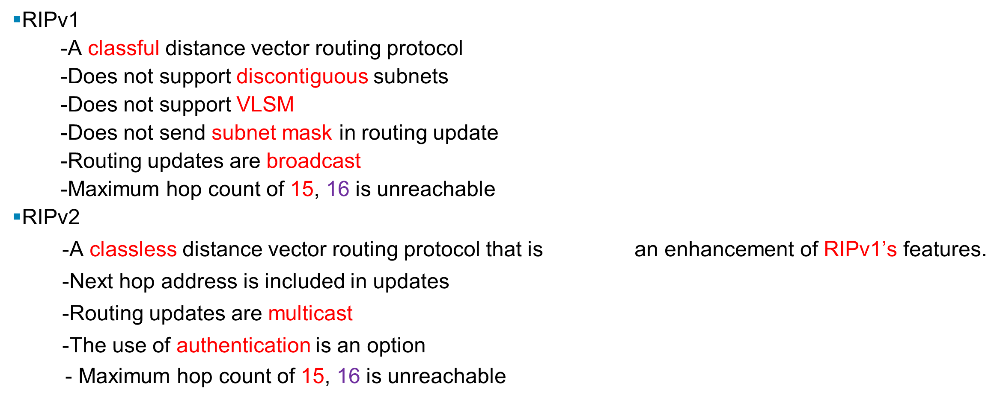 ▪RIPv1
-A classful distance vector routing protocol
-Does not support discontiguous subnets
-Does not support VLSM
-Does not send subnet mask in routing update
-Routing updates are broadcast
-Maximum hop count of 15, 16 is unreachable
▪RIPv2
-A classless distance vector routing protocol that is an enhancement of RIPv1’s features.
-Next hop address is included in updates
-Routing updates are multicast
-The use of authentication is an option
- Maximum hop count of 15, 16 is unreachable